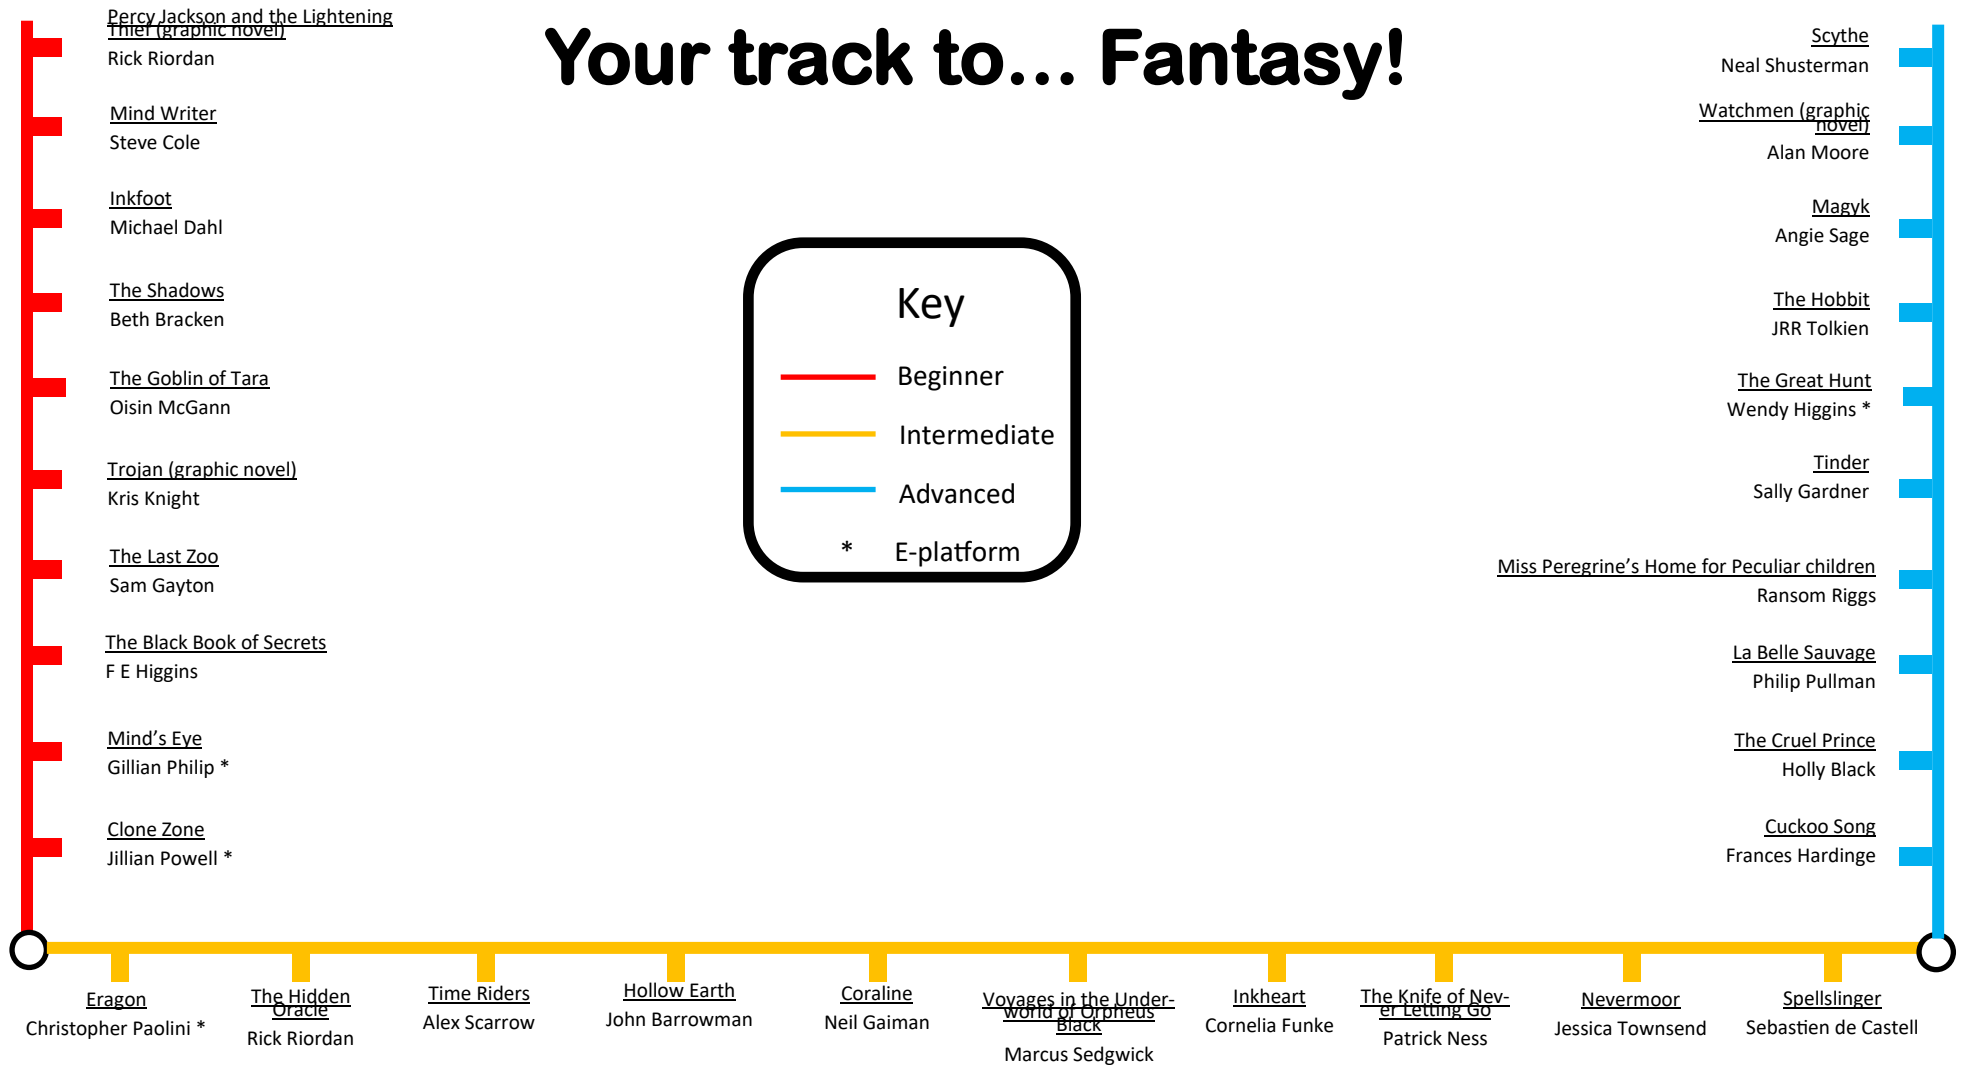 Your track to... Fantasy!
Percy Jackson and the Lightening
Thief (graphic novel)
Rick Riordan
Mind Writer
Steve Cole
Inkfoot
Michael Dahl
The Shadows
Beth Bracken
The Goblin of Tara
Oisin McGann
Trojan (graphic novel)
Kris Knight
The Last Zoo
Sam Gayton
The Black Book of Secrets
F E Higgins
Mind's Eye
Gillian Philip *
Clone Zone
Jillian Powell *
Key
Beginner
Intermediate
Advanced
* E-platform
Scythe
Neal Shusterman
Watchmen (graphic
novel)
Alan Moore
Magyk
Angie Sage
The Hobbit
JRR Tolkien
The Great Hunt
Wendy Higgins *
Tinder
Sally Gardner
Miss Peregrine's Home for Peculiar children
Ransom Riggs
La Belle Sauvage
Philip Pullman
The Cruel Prince
Holly Black
Cuckoo Song
Frances Hardinge
Eragon
Christopher Paolini *
The Hidden
Oracle
Rick Riordan
Time Riders
Alex Scarrow
Hollow Earth
John Barrowman
Coraline
Neil Gaiman
Voyages in the Under-
world of Orpheus
Black
Marcus Sedgwick
Inkheart
Cornelia Funke
The Knife of Nev-
er Letting Go
Patrick Ness
Nevermoor
Jessica Townsend
Spellslinger
Sebastien de Castell